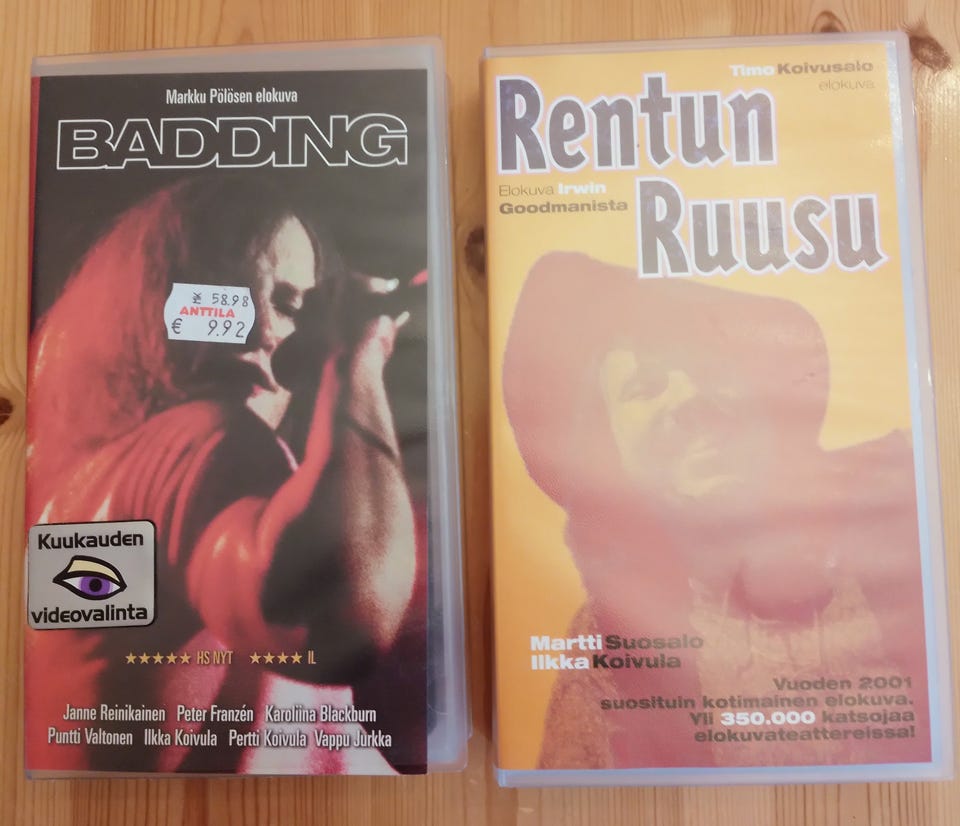 Markku Pölösen elokuva
BADDING
58.98
ANTTILA
€ 9.92
Kuukauden
videovalinta
★★★★★ HS NYT ★★★★ IL
Janne Reinikainen Peter Franzén Karoliina Blackburn
Puntti Valtonen Ilkka Koivula Pertti Koivula Vappu Jurkka
Timo Koivusalo
elokuva
Rentun
Elokuva Irwin
Goodmanista
Ruusu
Martti Suosalo
Ilkka Koivula
Vuoden 2001
suosituin kotimainen elokuva.
Yli 350.000 katsojaa
elokuvateattereissa!